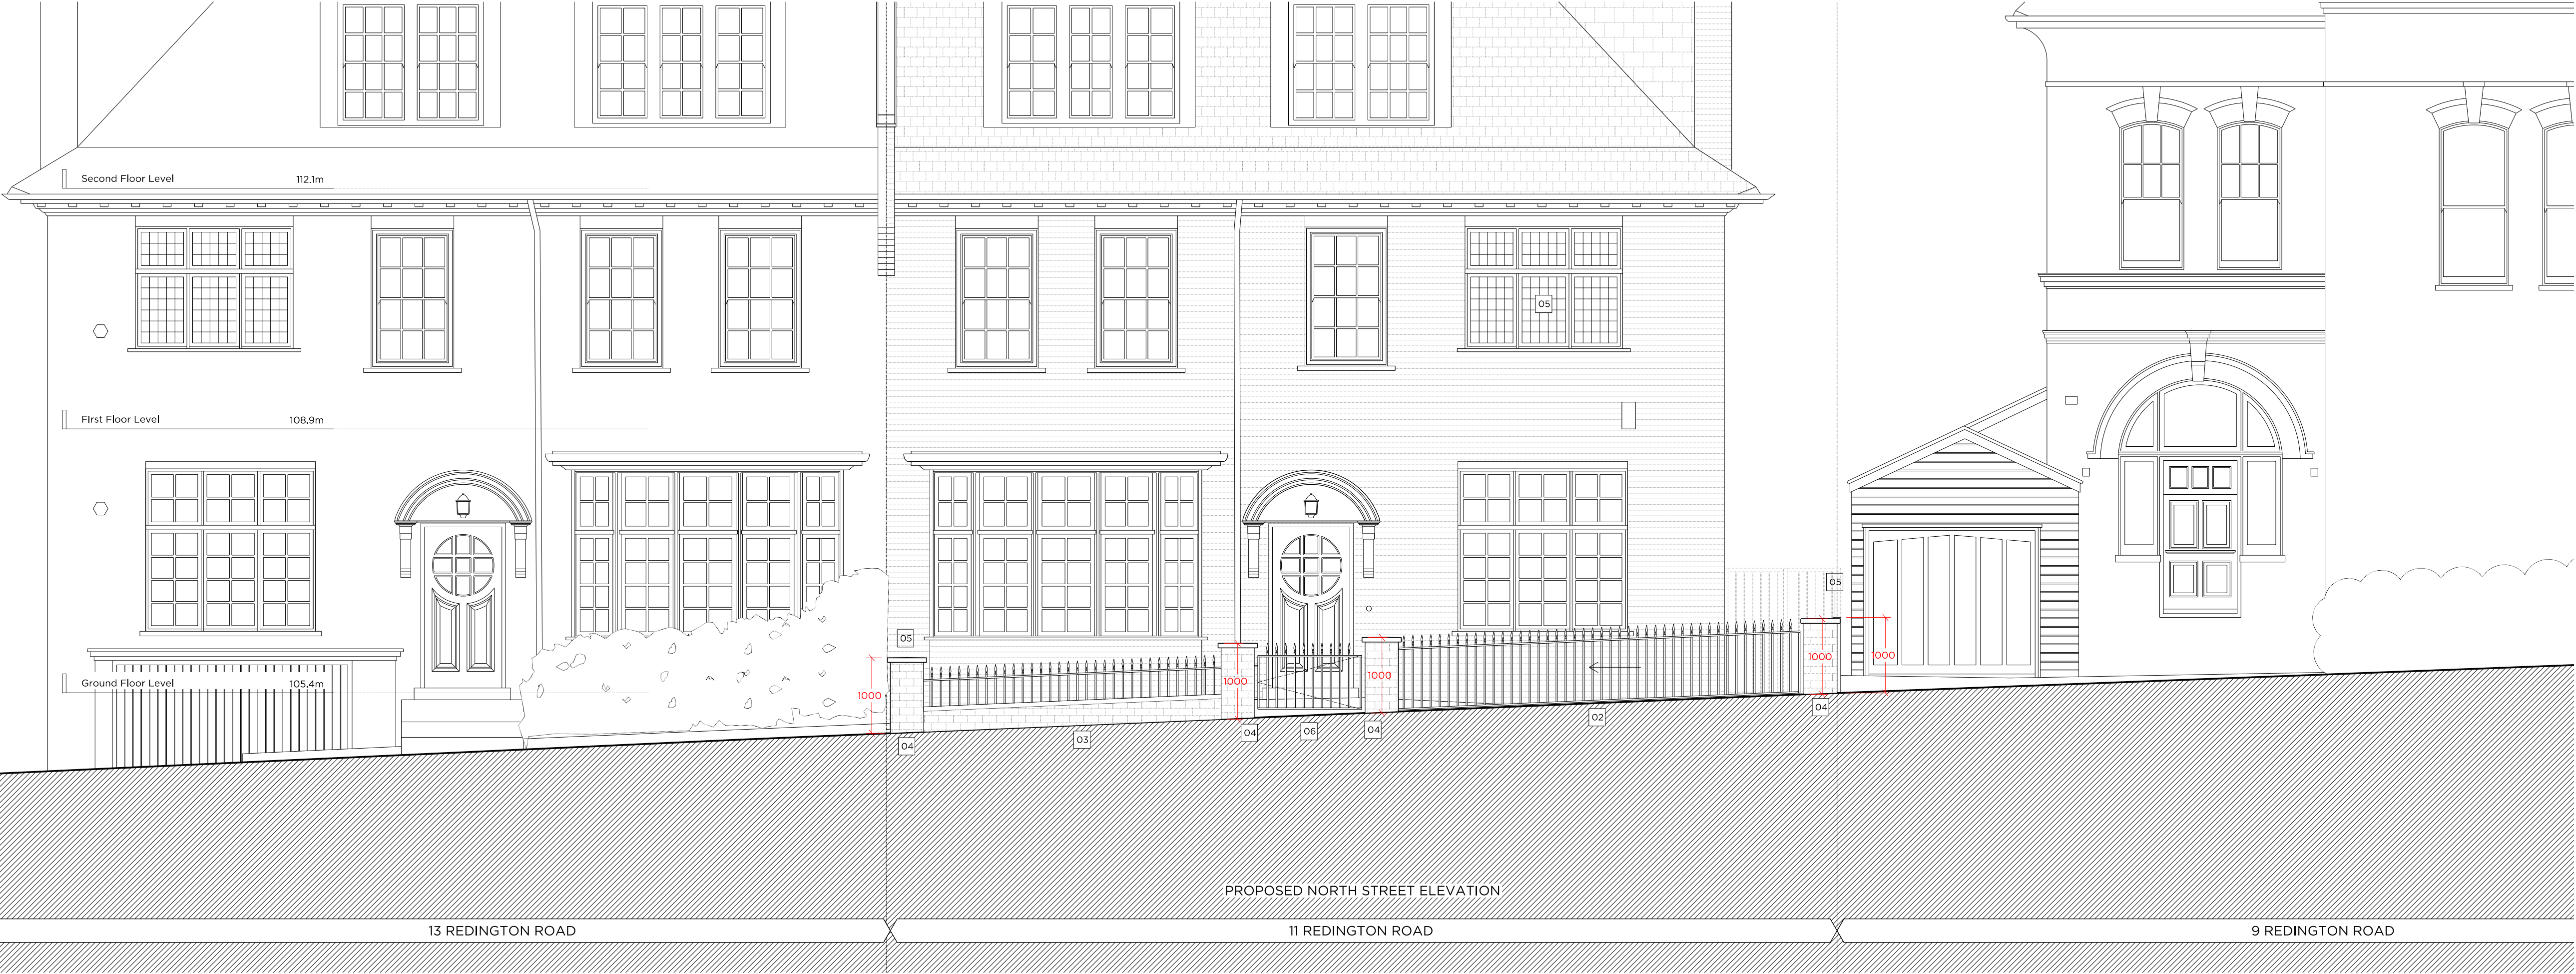 Second Floor Level 112.1m
05
First Floor Level 108.9m
05
05
1000
1000
1000
1000
1000
Ground Floor Level 105.4m
04
03
04
06
04
02
04
PROPOSED NORTH STREET ELEVATION
13 REDINGTON ROAD
11 REDINGTON ROAD
9 REDINGTON ROAD